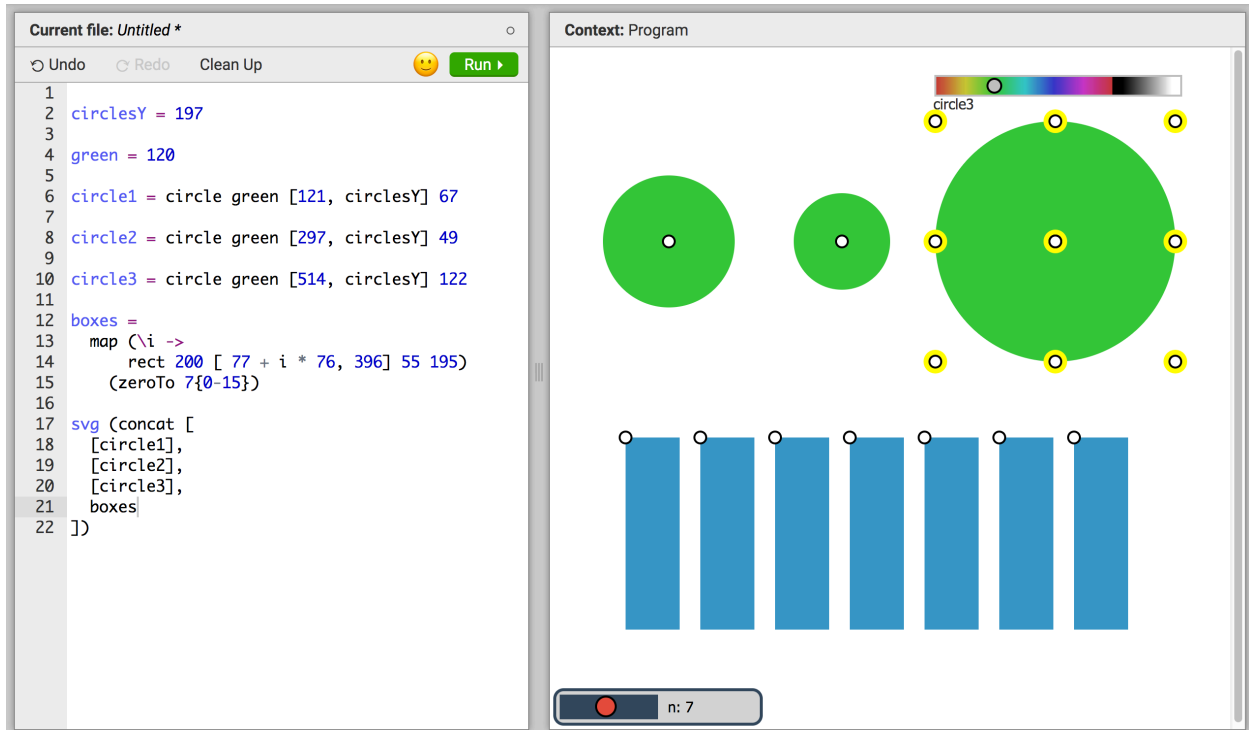 Current file: Untitled *
Undo Redo Clean Up Run
1
2 circlesY = 197
3
4 green = 120
5
6 circle1 = circle green [121, circlesY] 67
7
8 circle2 = circle green [297, circlesY] 49
9
10 circle3 = circle green [514, circlesY] 122
11
12 boxes =
13   map (\i ->
14       rect 200 [ 77 + i * 76, 396] 55 195)
15     (zeroTo 7{0-15})
16
17 svg (concat [
18   [circle1],
19   [circle2],
20   [circle3],
21   boxes
22 ])
Context: Program
circle3
n: 7